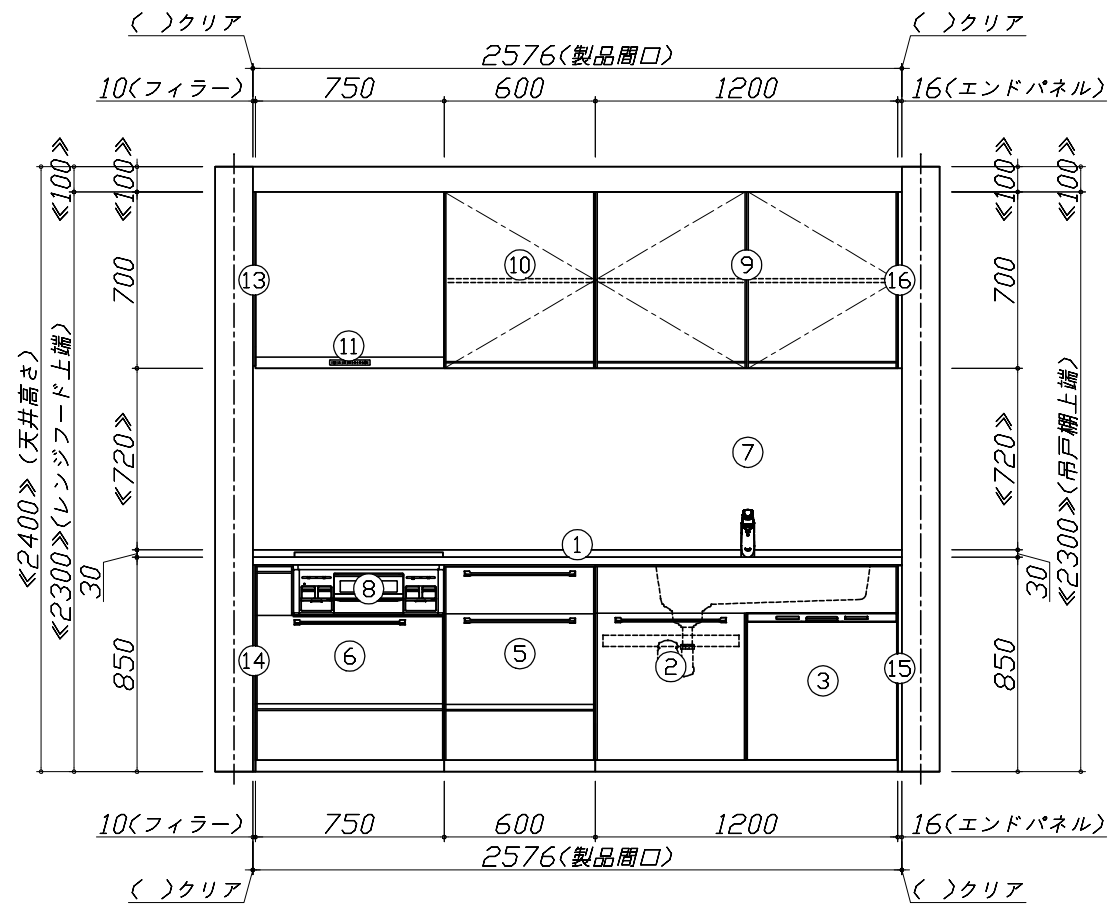 ( )クリア
( )クリア
2576(製品間口)
10(フィラー) 750 600 1200 16(エンドパネル)
≪100≫ ≪100≫ ≪100≫ ≪100≫
700 13 10 9 16 700
11
≪2400≫(天井高さ)
≪2300≫(レンジフード上端)
≪720≫ 7 ≪720≫
≪2300≫(吊戸棚上端)
1
30 8 30
850 14 6 5 2 3 15 850
10(フィラー) 750 600 1200 16(エンドパネル)
2576(製品間口)
( )クリア
( )クリア